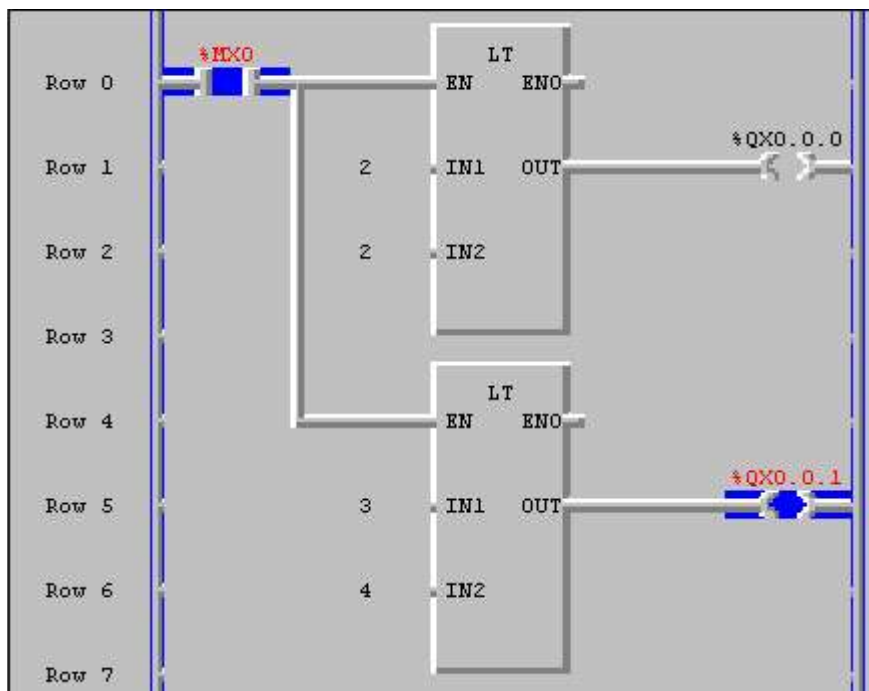 %MX0
LT
Row 0 EN ENO
%QX0.0.0
Row 1 2 IN1 OUT
Row 2 2 IN2
Row 3
LT
Row 4 EN ENO
%QX0.0.1
Row 5 3 IN1 OUT
Row 6 4 IN2
Row 7